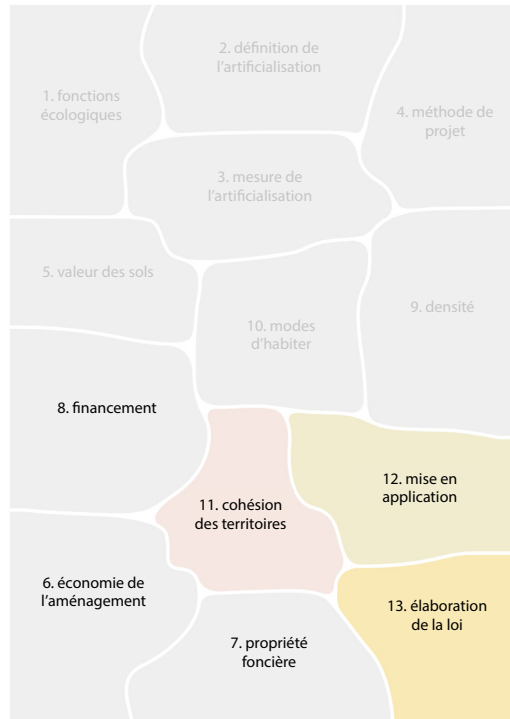 2. définition de
l'artificialisation
1. fonctions
écologiques
4. méthode de
projet
3. mesure de
l'artificialisation
5. valeur des sols
9. densité
10. modes
d'habiter
8. financement
12. mise en
application
11. cohésion
des territoires
6. économie de
l'aménagement
13. élaboration
de la loi
7. propriété
foncière